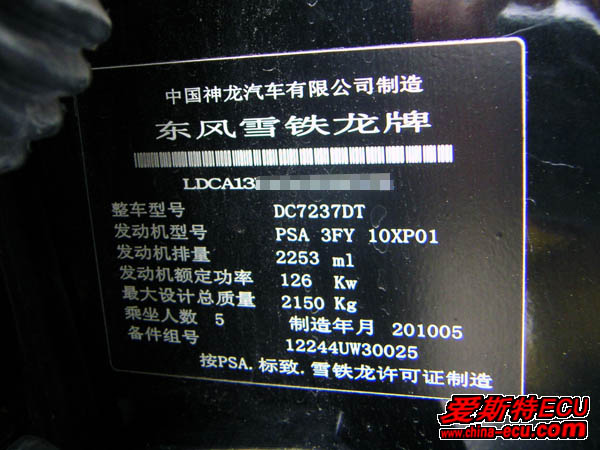 中国神龙汽车有限公司制造
东风雪铁龙牌
LDCA13
整车型号 DC7237DT
发动机型号 PSA 3FY 10XP01
发动机排量 2253 ml
发动机额定功率 126 Kw
最大设计总质量 2150 Kg
乘坐人数 5 制造年月 201005
备件组号 12244UW30025
按PSA.标致.雪铁龙许可证制造
爱斯特ECU
www.china-ecu.com